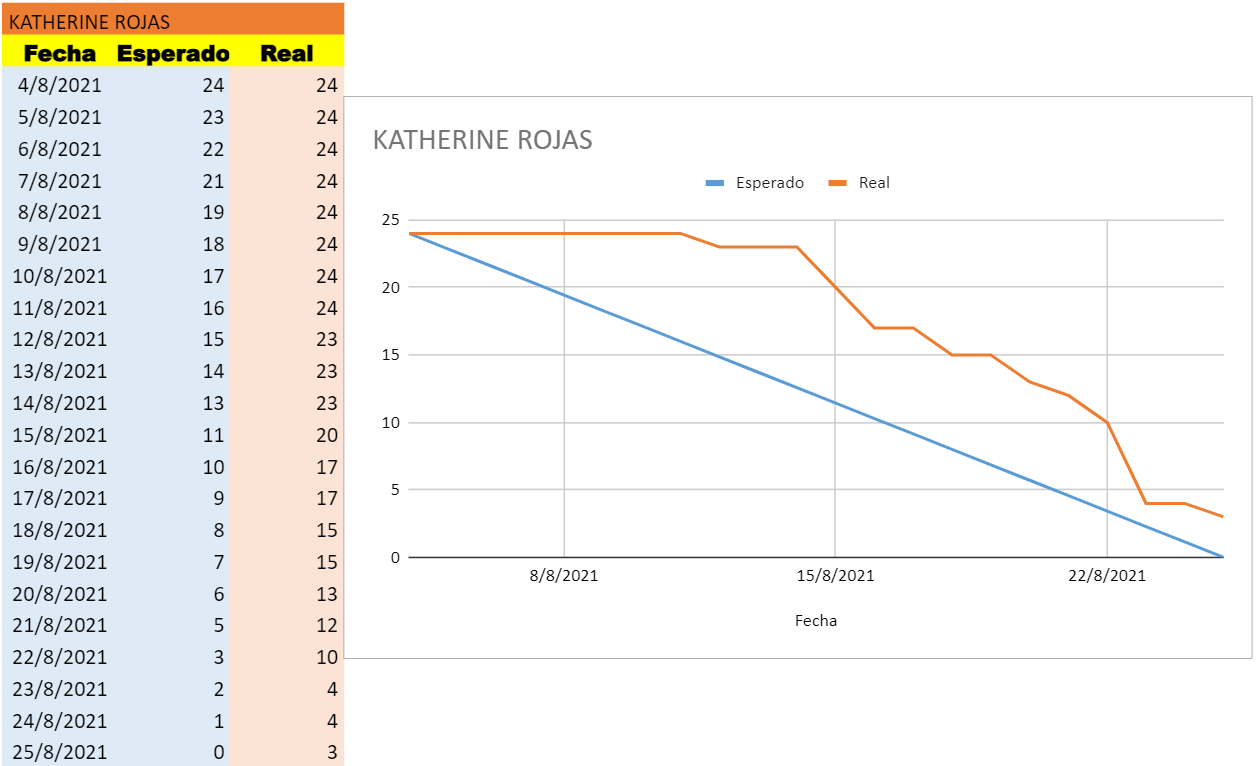 KATHERINE ROJAS
Fecha Esperado Real
4/8/2021 24 24
5/8/2021 23 24
6/8/2021 22 24
7/8/2021 21 24
8/8/2021 19 24
9/8/2021 18 24
10/8/2021 17 24
11/8/2021 16 24
12/8/2021 15 23
13/8/2021 14 23
14/8/2021 13 23
15/8/2021 11 20
16/8/2021 10 17
17/8/2021 9 17
18/8/2021 8 15
19/8/2021 7 15
20/8/2021 6 13
21/8/2021 5 12
22/8/2021 3 10
23/8/2021 2 4
24/8/2021 1 4
25/8/2021 0 3
KATHERINE ROJAS
Esperado Real
25
20
15
10
5
0
8/8/2021 15/8/2021 22/8/2021
Fecha